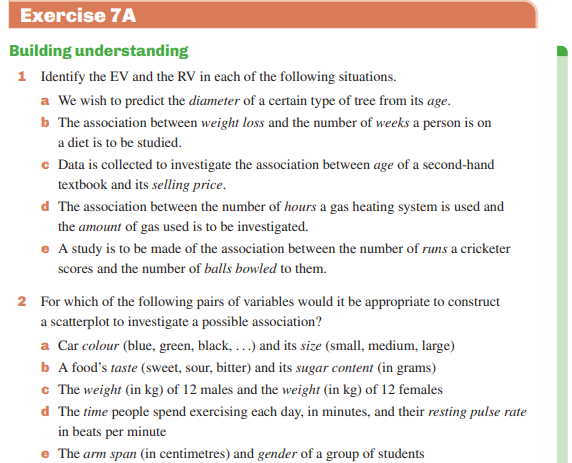 Exercise 7A
Building understanding
1 Identify the EV and the RV in each of the following situations.
a We wish to predict the diameter of a certain type of tree from its age.
b The association between weight loss and the number of weeks a person is on
a diet is to be studied.
c Data is collected to investigate the association between age of a second-hand
textbook and its selling price.
d The association between the number of hours a gas heating system is used and
the amount of gas used is to be investigated.
e A study is to be made of the association between the number of runs a cricketer
scores and the number of balls bowled to them.
2 For which of the following pairs of variables would it be appropriate to construct
a scatterplot to investigate a possible association?
a Car colour (blue, green, black, . . .) and its size (small, medium, large)
b A food's taste (sweet, sour, bitter) and its sugar content (in grams)
c The weight (in kg) of 12 males and the weight (in kg) of 12 females
d The time people spend exercising each day, in minutes, and their resting pulse rate
in beats per minute
e The arm span (in centimetres) and gender of a group of students